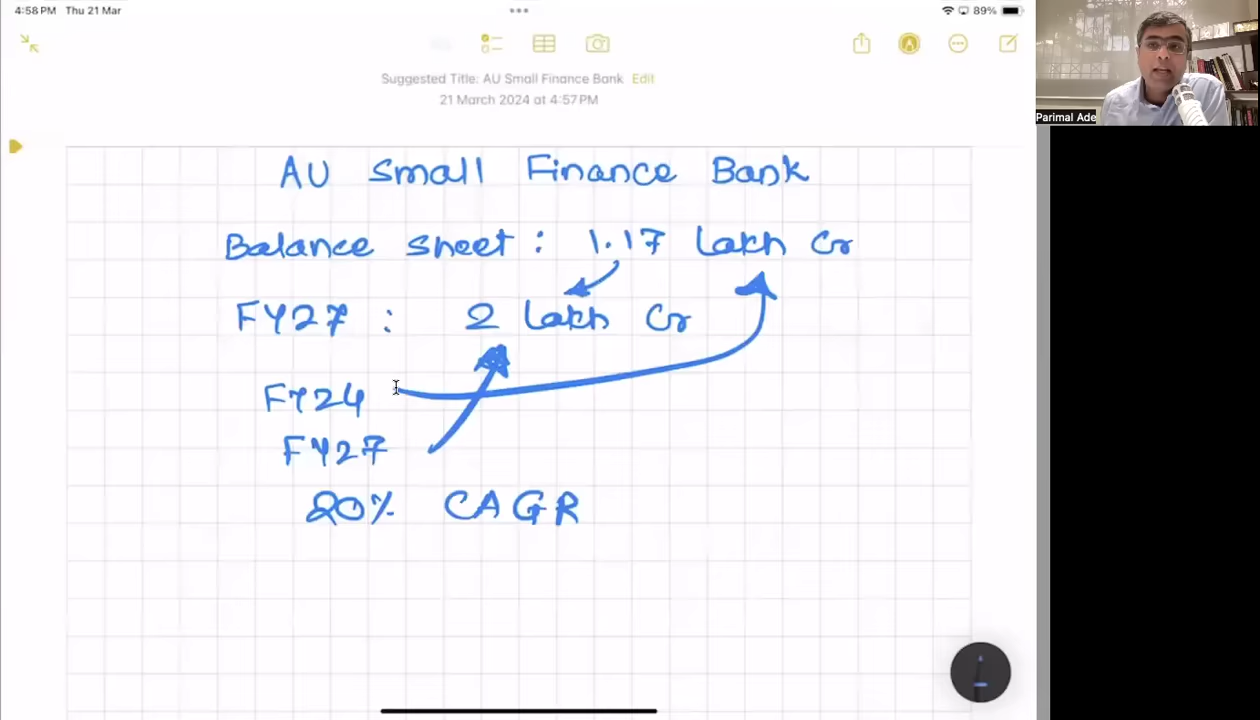 4:58 PM Thu 21 Mar
89%
Suggested Title: AU Small Finance Bank Edit
21 March 2024 at 4:57 PM
Parimal Ade
AU Small Finance Bank
Balance sheet : 1.17 Lakh Cr
FY27 : 2 Lakh Cr
FY24
FY27
20% CAGR